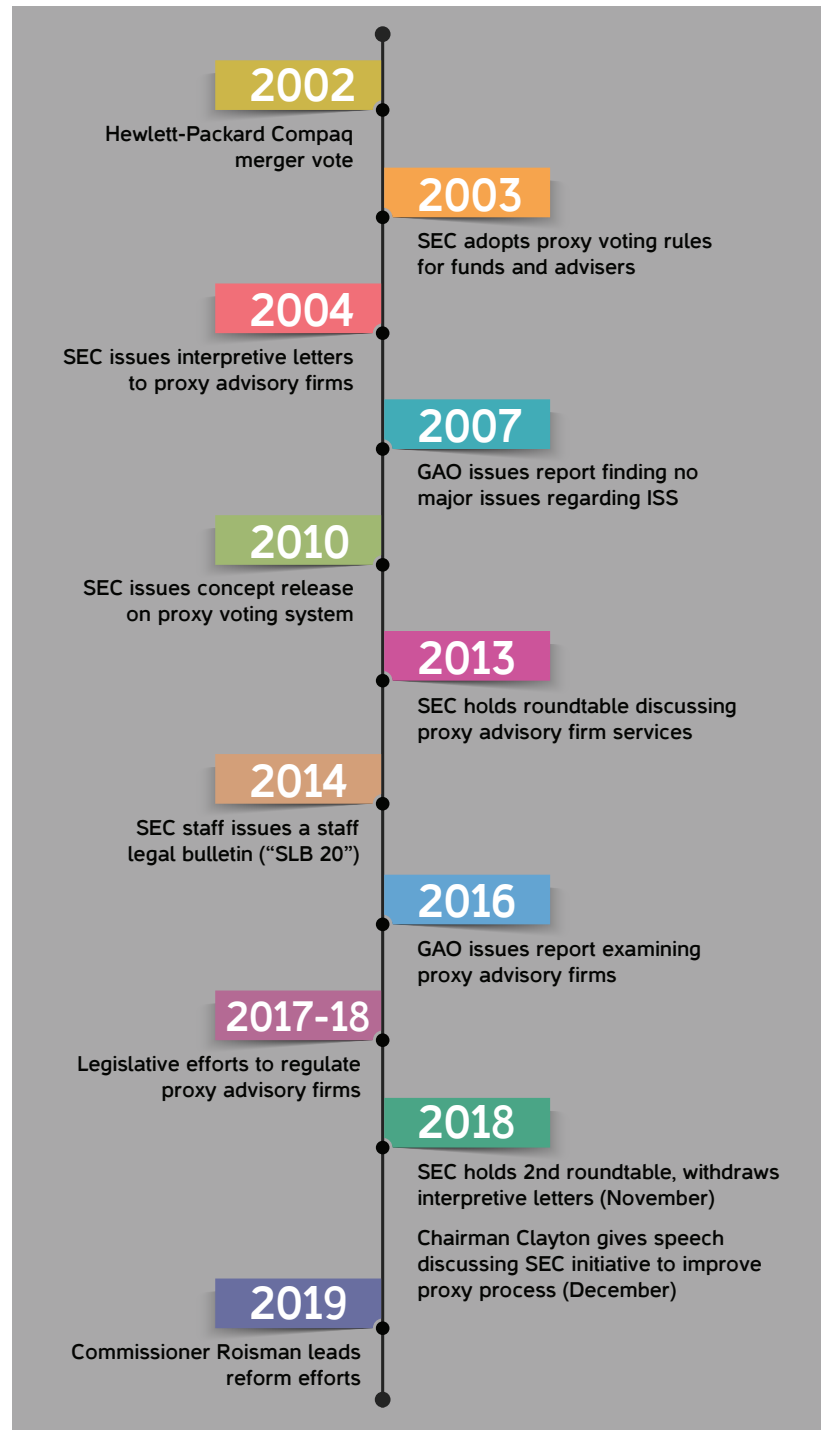 2002
Hewlett-Packard Compaq
merger vote
2003
SEC adopts proxy voting rules
for funds and advisers
2004
SEC issues interpretive letters
to proxy advisory firms
2007
GAO issues report finding no
major issues regarding ISS
2010
SEC issues concept release
on proxy voting system
2013
SEC holds roundtable discussing
proxy advisory firm services
2014
SEC staff issues a staff
legal bulletin (“SLB 20”)
2016
GAO issues report examining
proxy advisory firms
2017-18
Legislative efforts to regulate
proxy advisory firms
2018
SEC holds 2nd roundtable, withdraws
interpretive letters (November)
Chairman Clayton gives speech
discussing SEC initiative to improve
proxy process (December)
2019
Commissioner Roisman leads
reform efforts